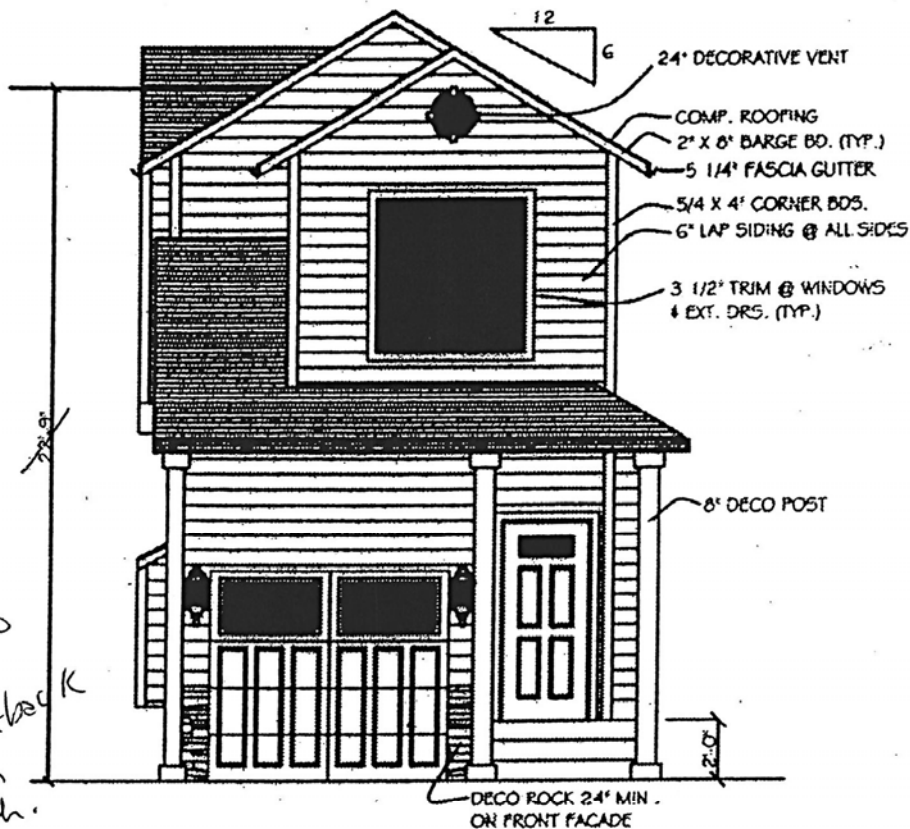 12
6
24" DECORATIVE VENT
COMP. ROOFING
2" X 8" BARGE BD. (TYP.)
5 1/4" FASCIA GUTTER
5/4 X 4" CORNER BDS.
6" LAP SIDING @ ALL SIDES
3 1/2" TRIM @ WINDOWS
& EXT. DRS. (TYP.)
8" DECO POST
2'-0"
DECO ROCK 24" MIN.
ON FRONT FACADE